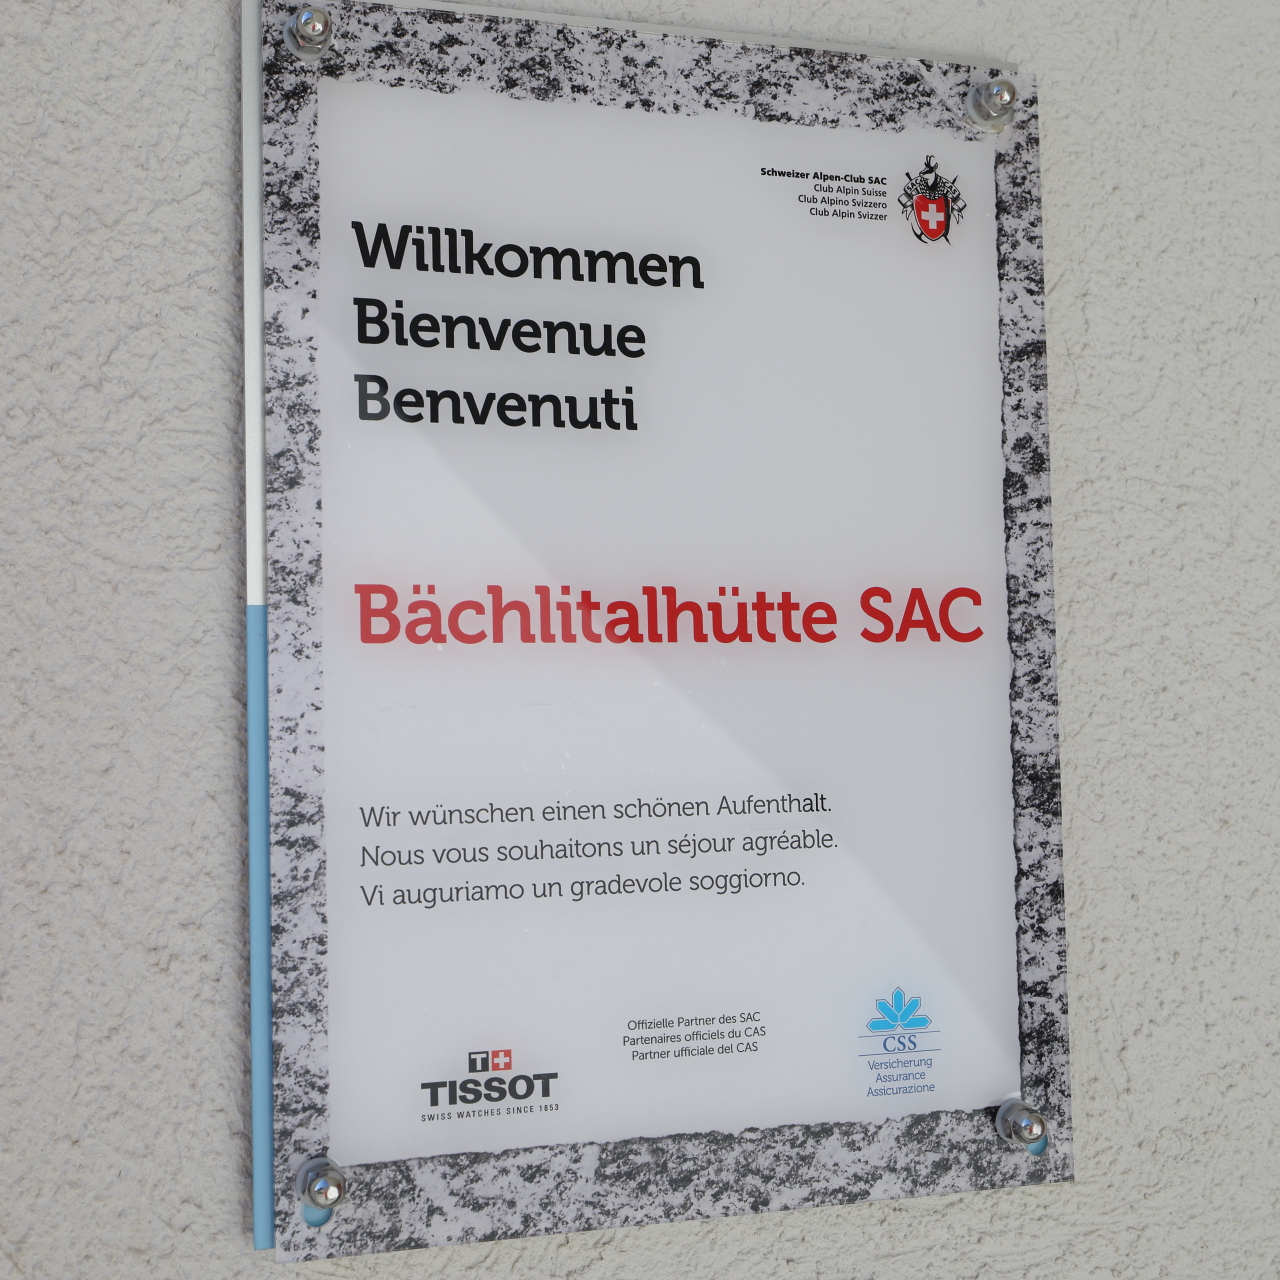 Schweizer Alpen-Club SAC
Club Alpin Suisse
Club Alpino Svizzero
Club Alpin Svizzer
SAC CAS
Willkommen
Bienvenue
Benvenuti
Bächlitalhütte SAC
Wir wünschen einen schönen Aufenthalt.
Nous vous souhaitons un séjour agréable.
Vi auguriamo un gradevole soggiorno.
Offizielle Partner des SAC
Partenaires officiels du CAS
Partner ufficiale del CAS
T+
TISSOT
SWISS WATCHES SINCE 1853
CSS
Versicherung
Assurance
Assicurazione